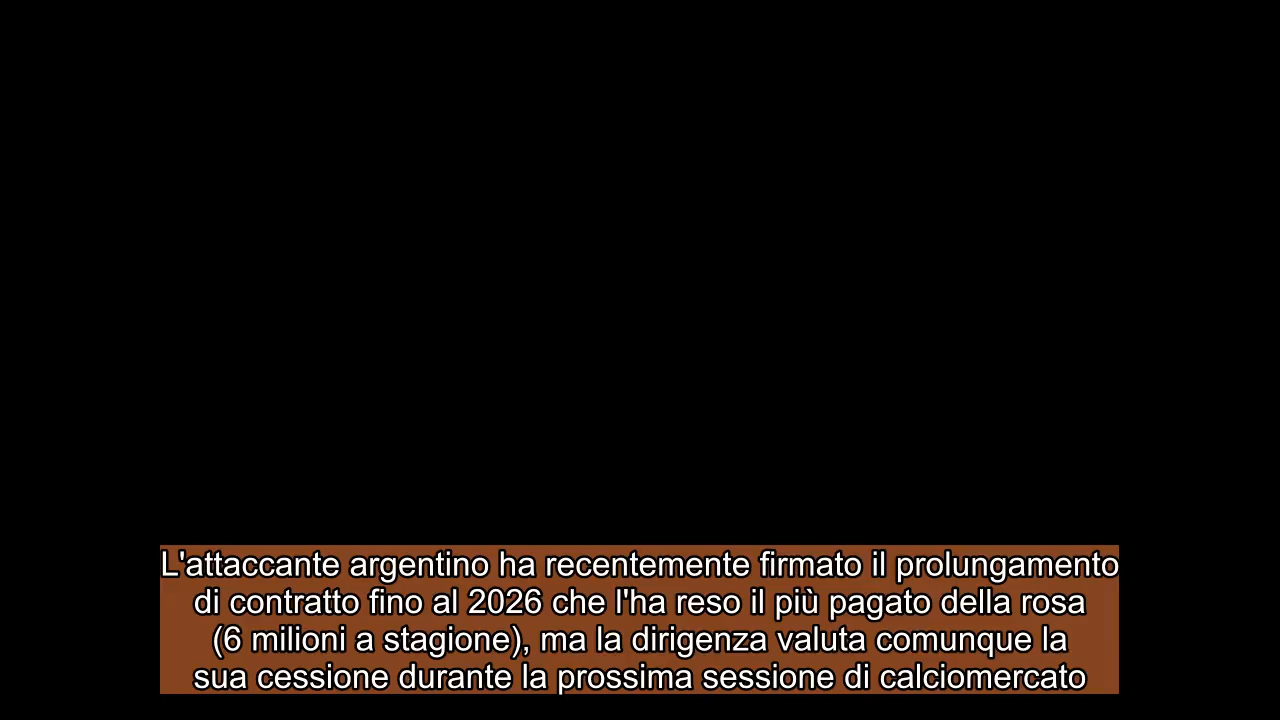 L'attaccante argentino ha recentemente firmato il prolungamento
di contratto fino al 2026 che l'ha reso il più pagato della rosa
(6 milioni a stagione), ma la dirigenza valuta comunque la
sua cessione durante la prossima sessione di calciomercato